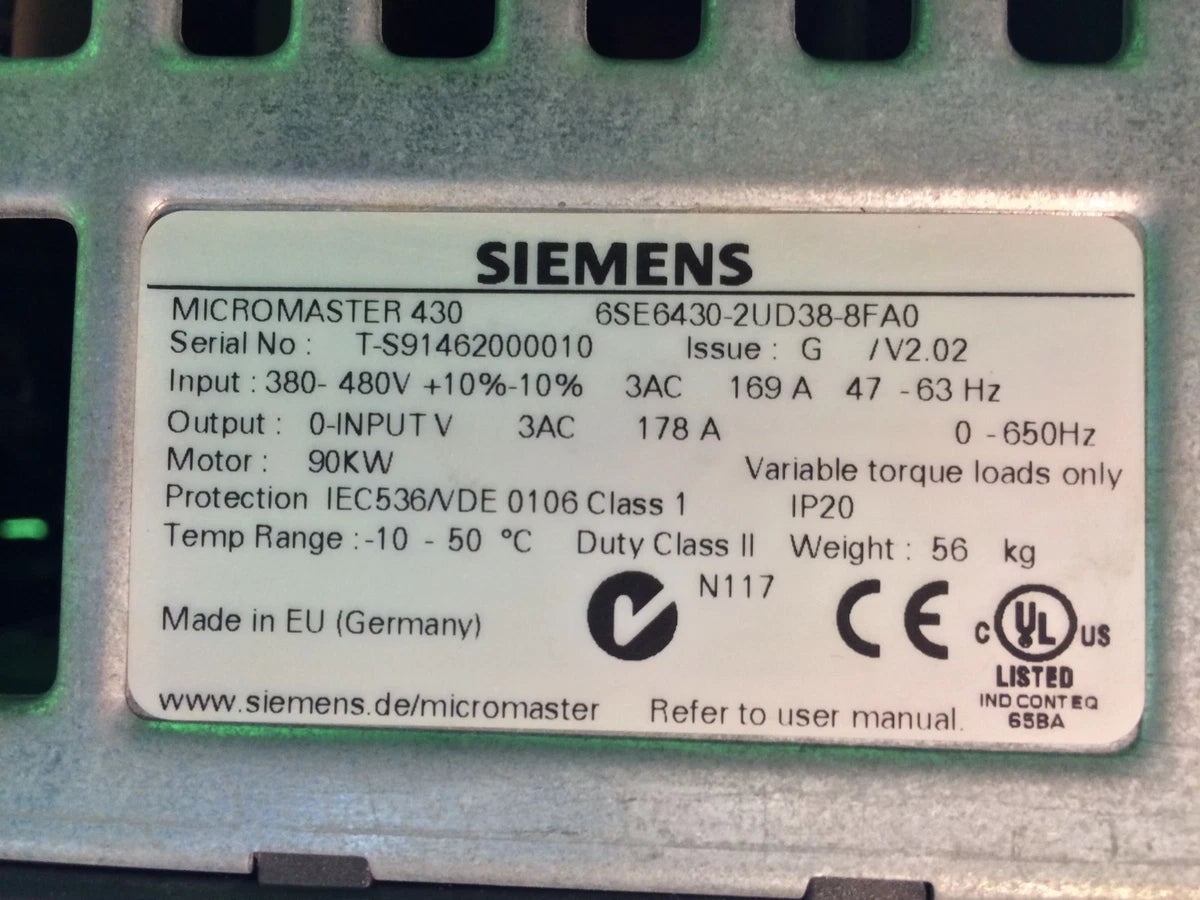 SIEMENS
MICROMASTER 430 6SE6430-2UD38-8FA0
Serial No : T-S91462000010 Issue : G /V2.02
Input : 380- 480V +10%-10% 3AC 169 A 47 - 63 Hz
Output : 0-INPUT V 3AC 178 A 0 - 650Hz
Motor : 90KW Variable torque loads only
Protection IEC536/VDE 0106 Class 1 IP20
Temp Range :-10 - 50 °C Duty Class II Weight : 56 kg
N117
Made in EU (Germany) CE c UL US
LISTED
IND CONT EQ
65BA
www.siemens.de/micromaster Refer to user manual.